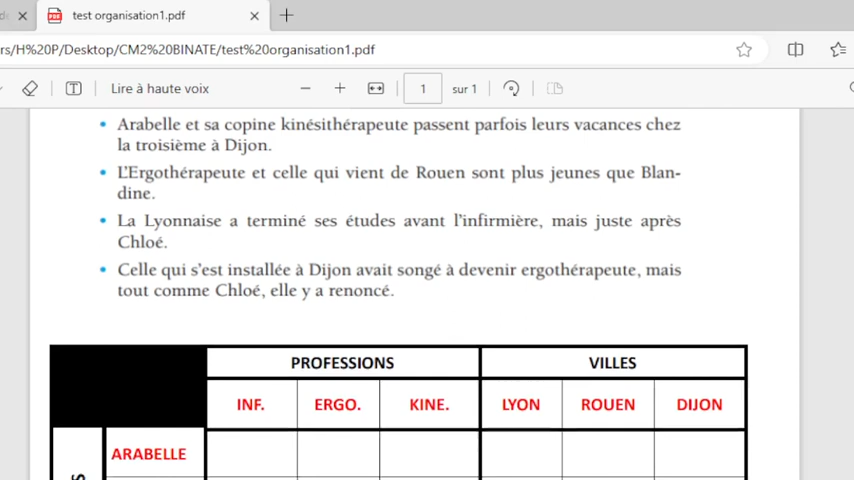 test organisation1.pdf
rs/H%20P/Desktop/CM2%20BINATE/test%20organisation1.pdf
Lire à haute voix
1 sur 1
• Arabelle et sa copine kinésithérapeute passent parfois leurs vacances chez
la troisième à Dijon.
• L'Ergothérapeute et celle qui vient de Rouen sont plus jeunes que Blan-
dine.
• La Lyonnaise a terminé ses études avant l'infirmière, mais juste après
Chloé.
• Celle qui s'est installée à Dijon avait songé à devenir ergothérapeute, mais
tout comme Chloé, elle y a renoncé.
PROFESSIONS VILLES
INF. ERGO. KINE. LYON ROUEN DIJON
ARABELLE